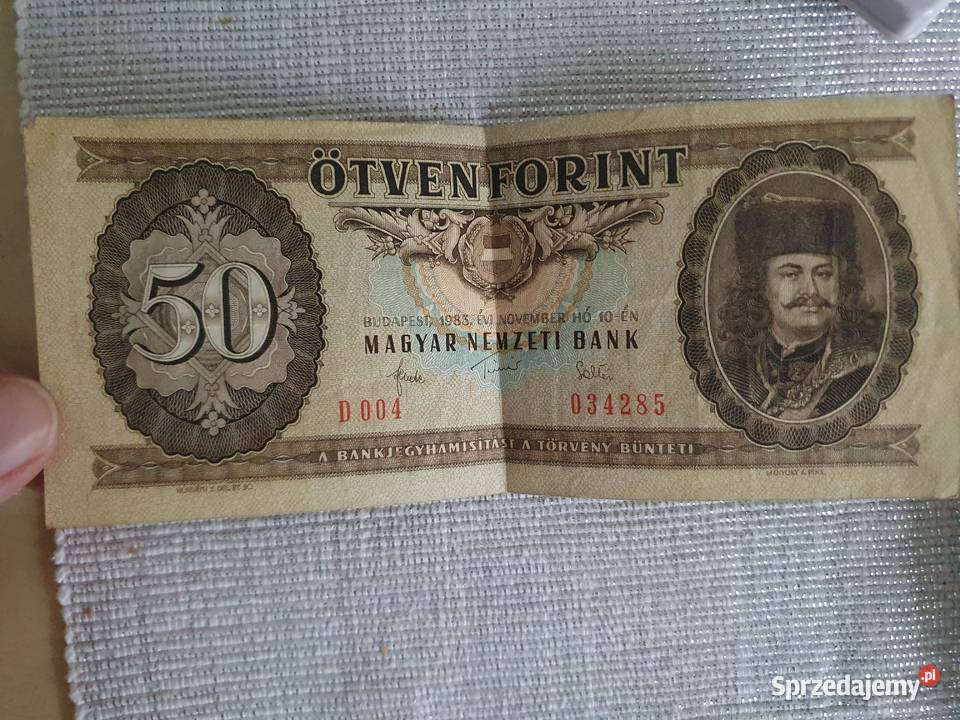 ÖTVEN FORINT
50
BUDAPEST, 1983. ÉVI NOVEMBER HÓ 10-ÉN
MAGYAR NEMZETI BANK
D 004
034285
A BANKJEGYHAMISÍTÁST A TÖRVÉNY BÜNTETI
Sprzedajemy.pl